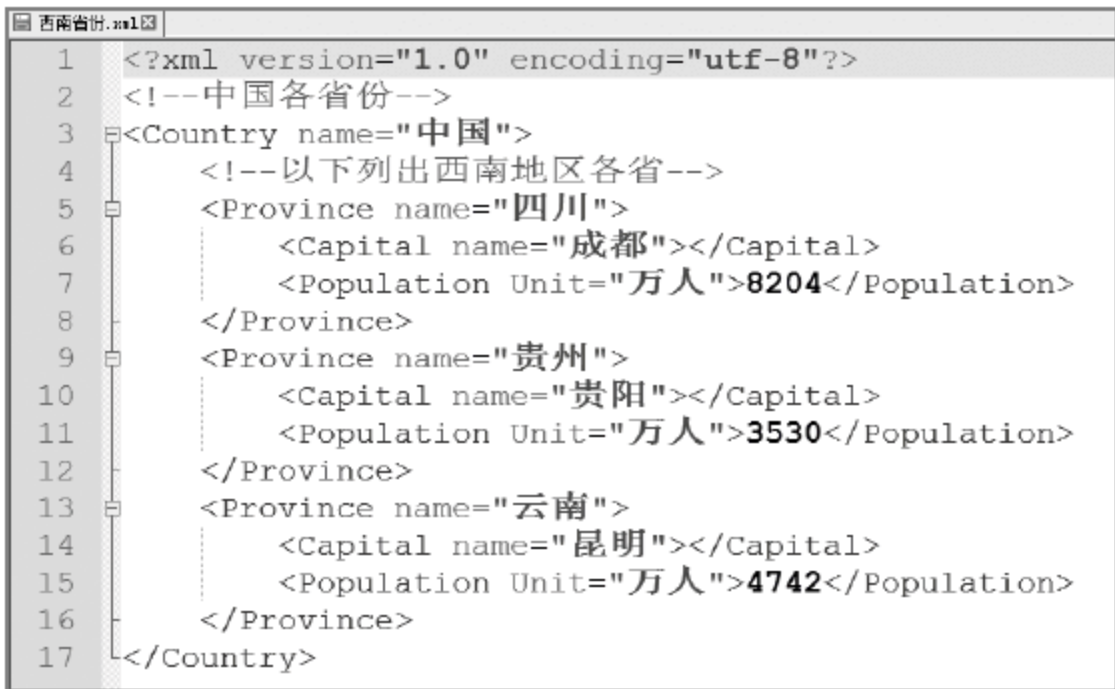 西南省份.xml
1 <?xml version="1.0" encoding="utf-8"?>
2 <!--中国各省份-->
3 <Country name="中国">
4 <!--以下列出西南地区各省-->
5 <Province name="四川">
6 <Capital name="成都"></Capital>
7 <Population Unit="万人">8204</Population>
8 </Province>
9 <Province name="贵州">
10 <Capital name="贵阳"></Capital>
11 <Population Unit="万人">3530</Population>
12 </Province>
13 <Province name="云南">
14 <Capital name="昆明"></Capital>
15 <Population Unit="万人">4742</Population>
16 </Province>
17 </Country>